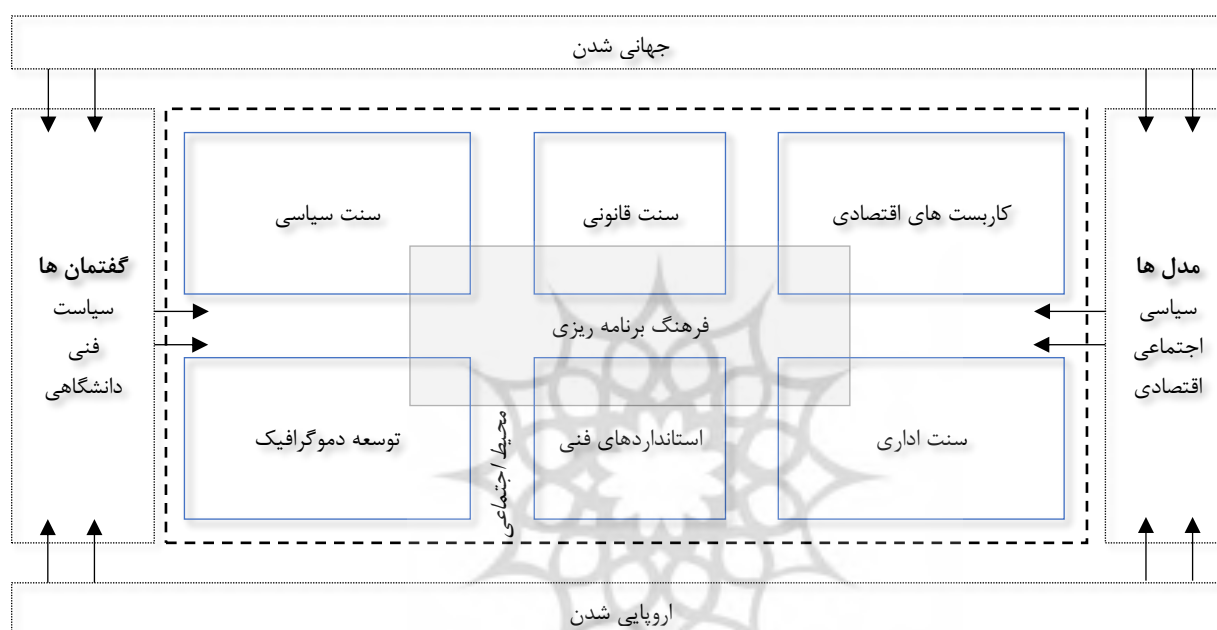 جهانی شدن
کاربست های اقتصادی
سنت قانونی
سنت سیاسی
مدل ها
سیاسی
اجتماعی
اقتصادی
فرهنگ برنامه ریزی
گفتمان ها
سیاست
فنی
دانشگاهی
سنت اداری
استانداردهای فنی
محیط اجتماعی
توسعه دموگرافیک
اروپایی شدن